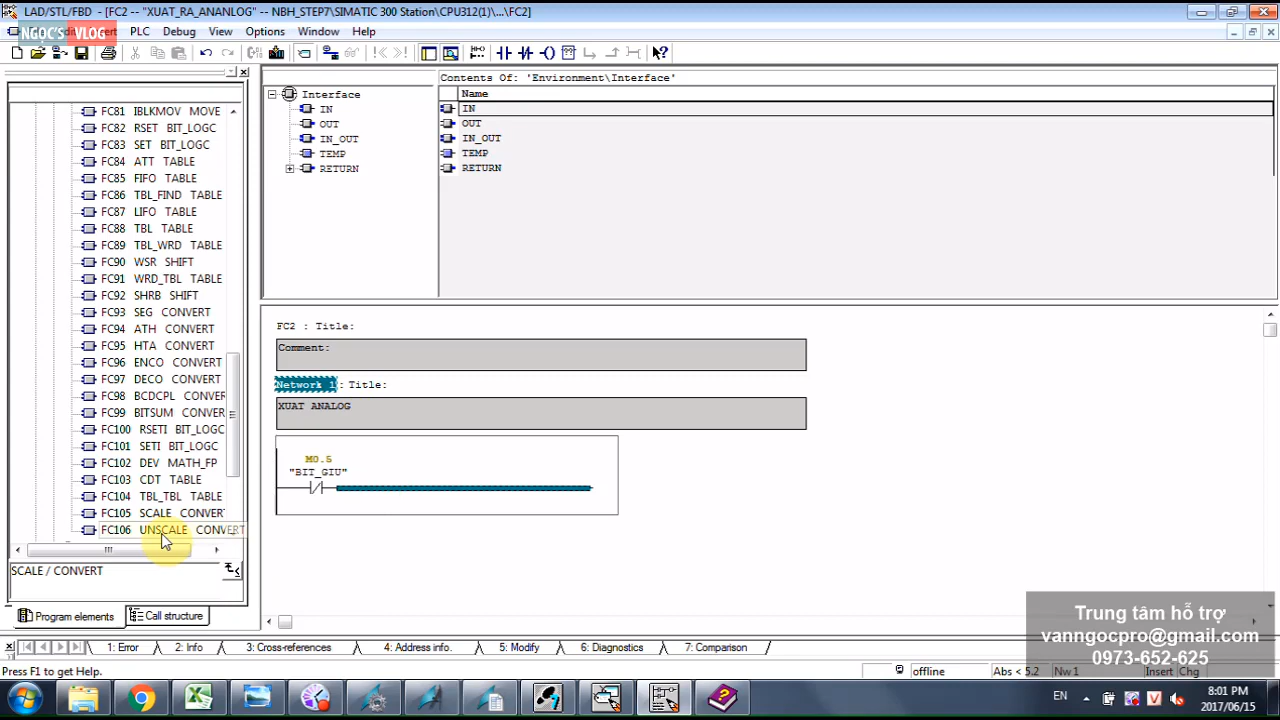 LAD/STL/FBD - [FC2 -- "XUAT_RA_ANANLOG" -- NBH_STEP7\SIMATIC 300 Station\CPU312(1)\...\FC2]
NGỌC'S VLOG
PLC Debug View Options Window Help
FC81 IBLKMOV MOVE
FC82 RSET BIT_LOGC
FC83 SET BIT_LOGC
FC84 ATT TABLE
FC85 FIFO TABLE
FC86 TBL_FIND TABLE
FC87 LIFO TABLE
FC88 TBL TABLE
FC89 TBL_WRD TABLE
FC90 WSR SHIFT
FC91 WRD_TBL TABLE
FC92 SHRB SHIFT
FC93 SEG CONVERT
FC94 ATH CONVERT
FC95 HTA CONVERT
FC96 ENCO CONVERT
FC97 DECO CONVERT
FC98 BCDCPL CONVER
FC99 BITSUM CONVER
FC100 RSETI BIT_LOGC
FC101 SETI BIT_LOGC
FC102 DEV MATH_FP
FC103 CDT TABLE
FC104 TBL_TBL TABLE
FC105 SCALE CONVER
FC106 UNSCALE CONVERT
SCALE / CONVERT
Program elements Call structure
Interface
IN
OUT
IN_OUT
TEMP
RETURN
Contents Of: 'Environment\Interface'
Name
IN
OUT
IN_OUT
TEMP
RETURN
FC2 : Title:
Comment:
Network 1: Title:
XUAT ANALOG
M0.5
"BIT_GIU"
Trung tâm hỗ trợ
vanngocpro@gmail.com
0973-652-625
1: Error 2: Info 3: Cross-references 4: Address info. 5: Modify 6: Diagnostics 7: Comparison
Press F1 to get Help.
offline Abs < 5.2 Nw 1 Insert Chg
EN
8:01 PM
2017/06/15